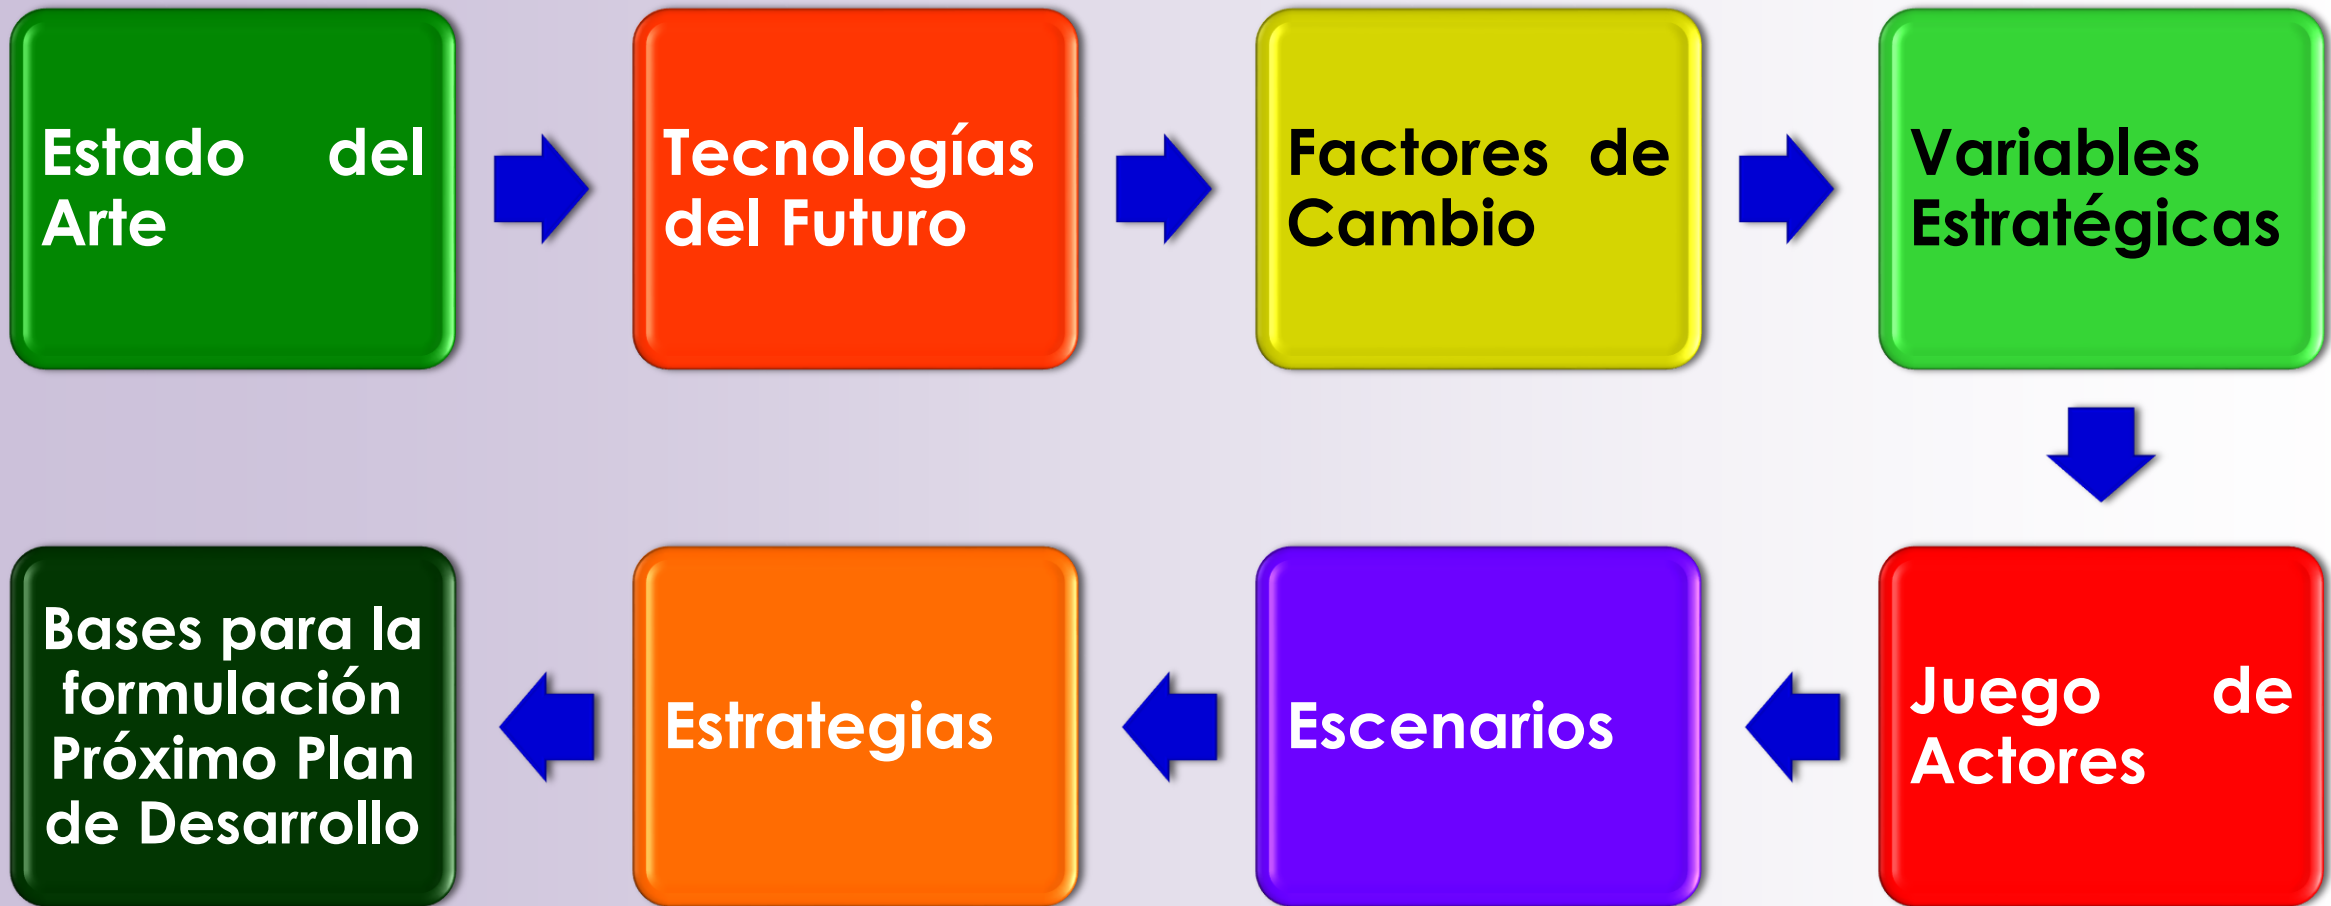 Estado del
Arte
Tecnologías
del Futuro
Factores de
Cambio
Variables
Estratégicas
Juego de
Actores
Escenarios
Estrategias
Bases para la
formulación
Próximo Plan
de Desarrollo